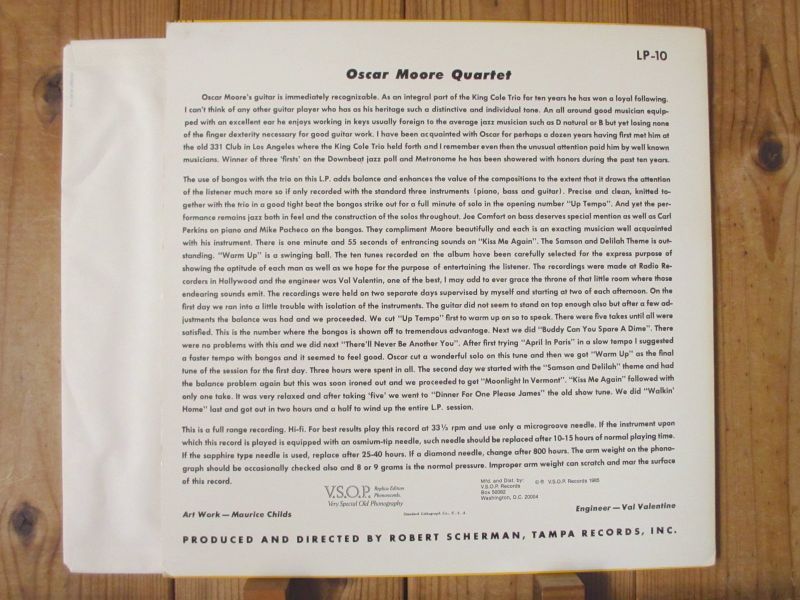 LP-10
Oscar Moore Quartet
Oscar Moore's guitar is immediately recognizable. As an integral part of the King Cole Trio for ten years he has won a loyal following.
I can't think of any other guitar player who has as his heritage such a distinctive and individual tone. An all around good musician equip-
ped with an excellent ear he enjoys working in keys usually foreign to the average jazz musician such as D natural or B but yet losing none
of the finger dexterity necessary for good guitar work. I have been acquainted with Oscar for perhaps a dozen years having first met him at
the old 331 Club in Los Angeles where the King Cole Trio held forth and I remember even then the unusual attention paid him by well known
musicians. Winner of three 'firsts' on the Downbeat jazz poll and Metronome he has been showered with honors during the past ten years.
The use of bongos with the trio on this L.P. adds balance and enhances the value of the compositions to the extent that it draws the attention
of the listener much more so if only recorded with the standard three instruments (piano, bass and guitar). Precise and clean, knitted to-
gether with the trio in a good tight beat the bongos strike out for a full minute of solo in the opening number "Up Tempo". And yet the per-
formance remains jazz both in feel and the construction of the solos throughout. Joe Comfort on bass deserves special mention as well as Carl
Perkins on piano and Mike Pacheco on the bongos. They compliment Moore beautifully and each is an exacting musician well acquainted
with his instrument. There is one minute and 55 seconds of entrancing sounds on "Kiss Me Again". The Samson and Delilah Theme is out-
standing. "Warm Up" is a swinging ball. The ten tunes recorded on the album have been carefully selected for the express purpose of
showing the aptitude of each man as well as we hope for the purpose of entertaining the listener. The recordings were made at Radio Re-
corders in Hollywood and the engineer was Val Valentin, one of the best, I may add to ever grace the throne of that little room where those
endearing sounds emit. The recordings were held on two separate days supervised by myself and starting at two of each afternoon. On the
first day we ran into a little trouble with isolation of the instruments. The guitar did not seem to stand on top enough also but after a few ad-
justments the balance was had and we proceeded. We cut "Up Tempo" first to warm up on so to speak. There were five takes until all were
satisfied. This is the number where the bongos is shown off to tremendous advantage. Next we did "Buddy Can You Spare A Dime". There
were no problems with this and we did next "There'll Never Be Another You". After first trying "April In Paris" in a slow tempo I suggested
a faster tempo with bongos and it seemed to feel good. Oscar cut a wonderful solo on this tune and then we got "Warm Up" as the final
tune of the session for the first day. Three hours were spent in all. The second day we started with the "Samson and Delilah" theme and had
the balance problem again but this was soon ironed out and we proceeded to get "Moonlight In Vermont". "Kiss Me Again" followed with
only one take. It was very relaxed and after taking 'five' we went to "Dinner For One Please James" the old show tune. We did "Walkin'
Home" last and got out in two hours and a half to wind up the entire L.P. session.
This is a full range recording. Hi-fi. For best results play this record at 33⅓ rpm and use only a microgroove needle. If the instrument upon
which this record is played is equipped with an osmium-tip needle, such needle should be replaced after 10-15 hours of normal playing time.
If the sapphire type needle is used, replace after 25-40 hours. If a diamond needle, change after 800 hours. The arm weight on the phono-
graph should be occasionally checked also and 8 or 9 grams is the normal pressure. Improper arm weight can scratch and mar the surface
of this record.
V.S.O.P. Replica Edition Phonorecords.
Very Special Old Phonography
Mfd. and Dist. by:
V.S.O.P. Records
Box 50082
Washington, D.C. 20004
© ℗ V.S.O.P. Records 1985
Art Work — Maurice Childs
Standard Lithograph Co., U.S.A.
Engineer — Val Valentine
PRODUCED AND DIRECTED BY ROBERT SCHERMAN, TAMPA RECORDS, INC.